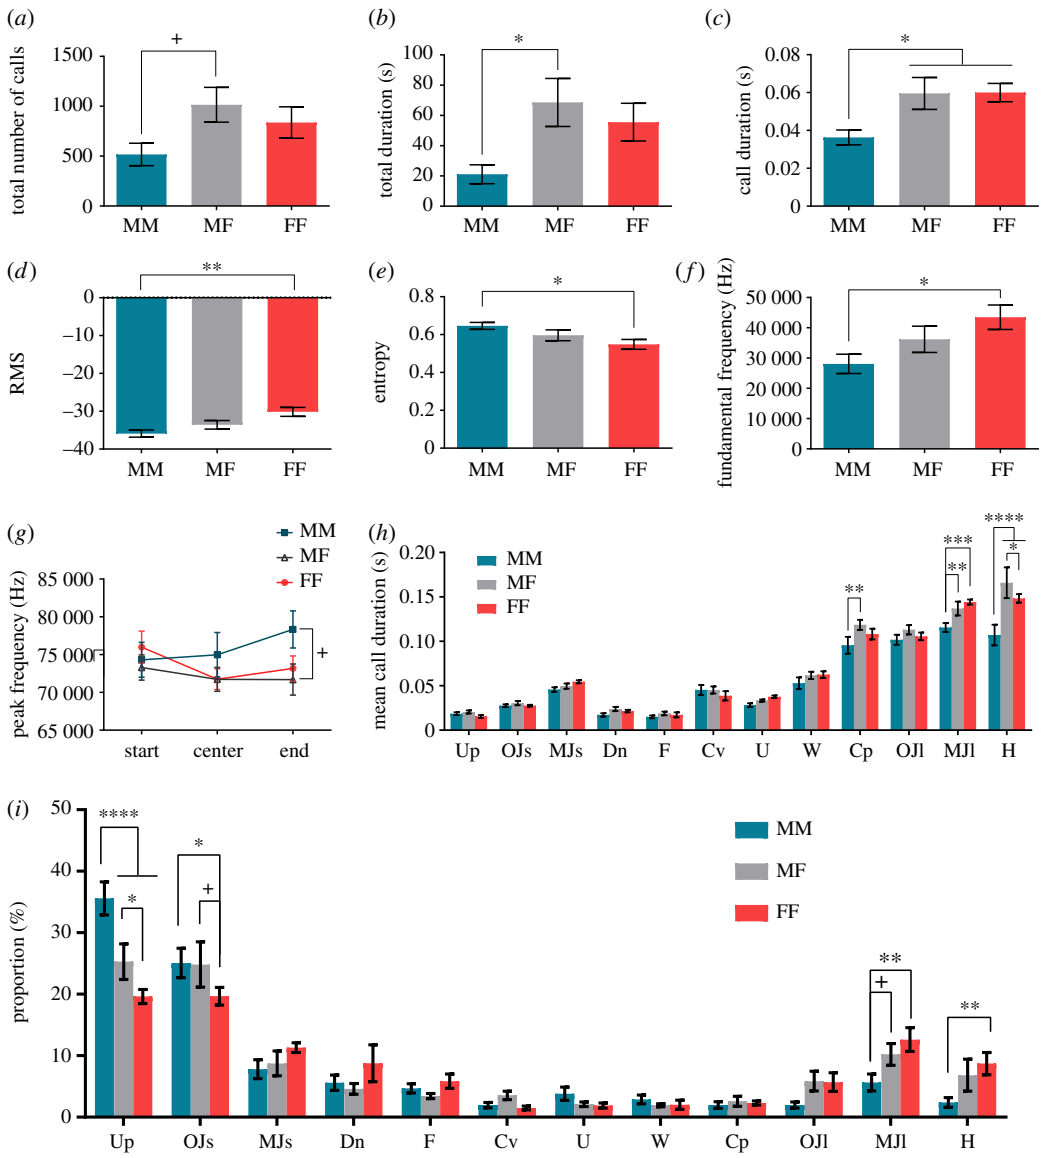 (a)
+
total number of calls
1500
1000
500
0
MM MF FF
(b)
*
total duration (s)
100
80
60
40
20
0
MM MF FF
(c)
*
call duration (s)
0.08
0.06
0.04
0.02
0
MM MF FF
(d)
**
RMS
0
–10
–20
–30
–40
MM MF FF
(e)
*
entropy
0.8
0.6
0.4
0.2
0
MM MF FF
(f)
*
fundamental frequency (Hz)
50 000
40 000
30 000
20 000
10 000
0
MM MF FF
(g)
MM
MF
FF
peak frequency (Hz)
85 000
80 000
75 000
70 000
65 000
+
start center end
(h)
MM
MF
FF
mean call duration (s)
0.20
0.15
0.10
0.05
0
**
***
**
****
*
Up OJs MJs Dn F Cv U W Cp OJl MJl H
(i)
MM
MF
FF
proportion (%)
50
40
30
20
10
0
****
*
*
+
**
+
**
Up OJs MJs Dn F Cv U W Cp OJl MJl H